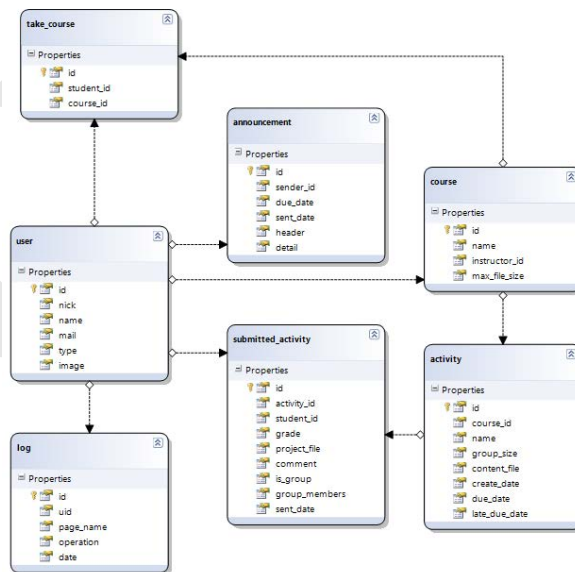 take_course
Properties
id
student_id
course_id
announcement
Properties
id
sender_id
due_date
sent_date
header
detail
course
Properties
id
name
instructor_id
max_file_size
user
Properties
id
nick
name
mail
type
image
submitted_activity
Properties
id
activity_id
student_id
grade
project_file
comment
is_group
group_members
sent_date
activity
Properties
id
course_id
name
group_size
content_file
create_date
due_date
late_due_date
log
Properties
id
uid
page_name
operation
date